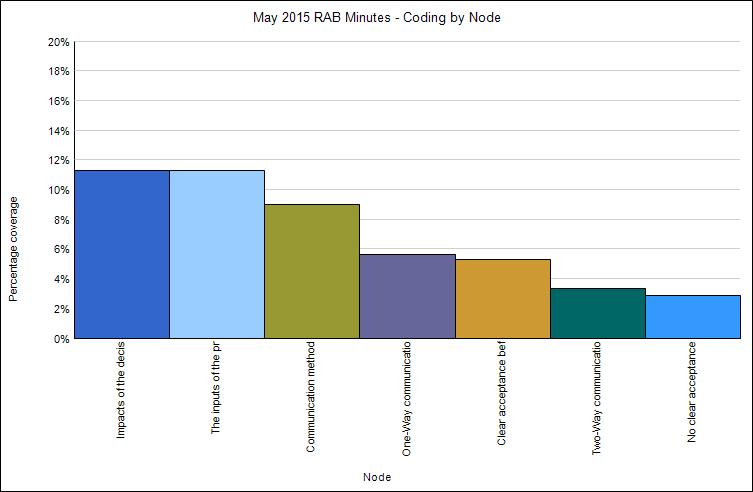 May 2015 RAB Minutes - Coding by Node
Percentage coverage
20%
18%
16%
14%
12%
10%
8%
6%
4%
2%
0%
Impacts of the decis
The inputs of the pr
Communication method
One-Way communicatio
Clear acceptance bef
Two-Way communicatio
No clear acceptance
Node